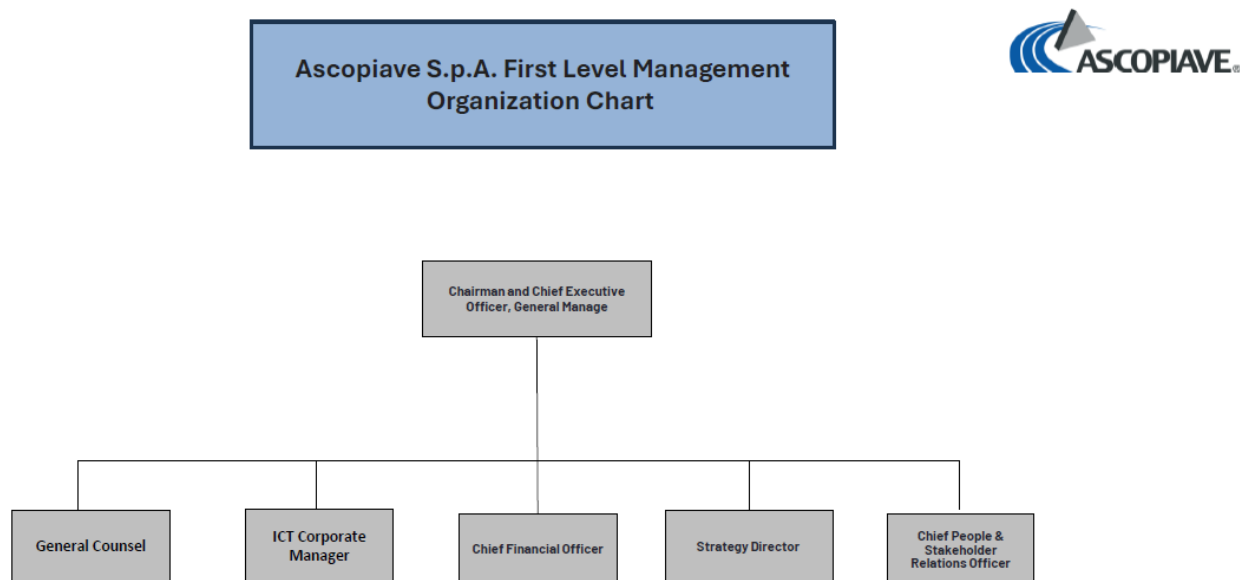 Ascopiave S.p.A. First Level Management
Organization Chart
ASCOPIAVE®
Chairman and Chief Executive
Officer, General Manage
General Counsel
ICT Corporate
Manager
Chief Financial Officer
Strategy Director
Chief People &
Stakeholder
Relations Officer